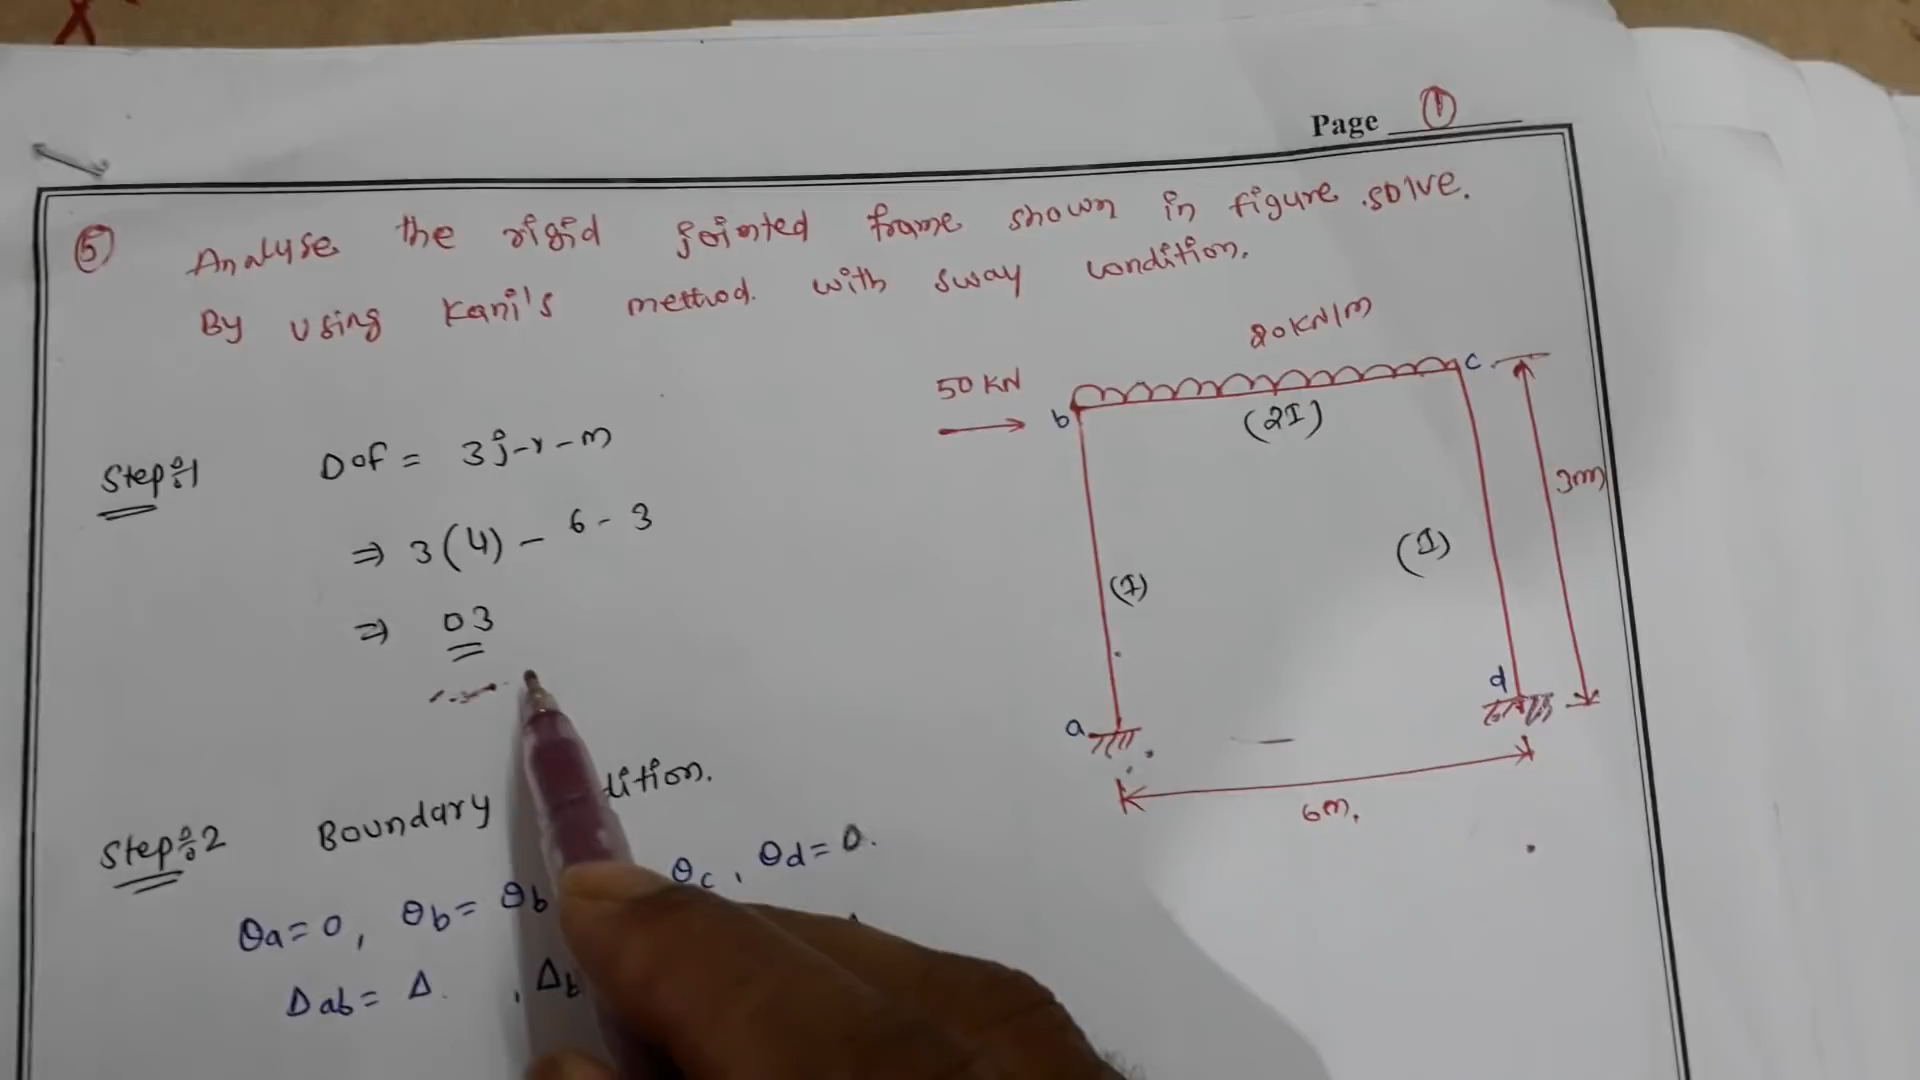 Page 1
5 Analyse the rigid jointed frame shown in figure .solve.
By using Kani's method. with sway condition.
20KN/m
50 KN
b
c
(2I)
Step:1 Dof = 3j-r-m
⇒ 3(4) - 6 - 3
⇒ 03
3m
(I)
(I)
a
d
6m.
Step:2 Boundary dition.
θa = 0, θb = θb θc, θd = 0.
Δab = Δ. , Δb